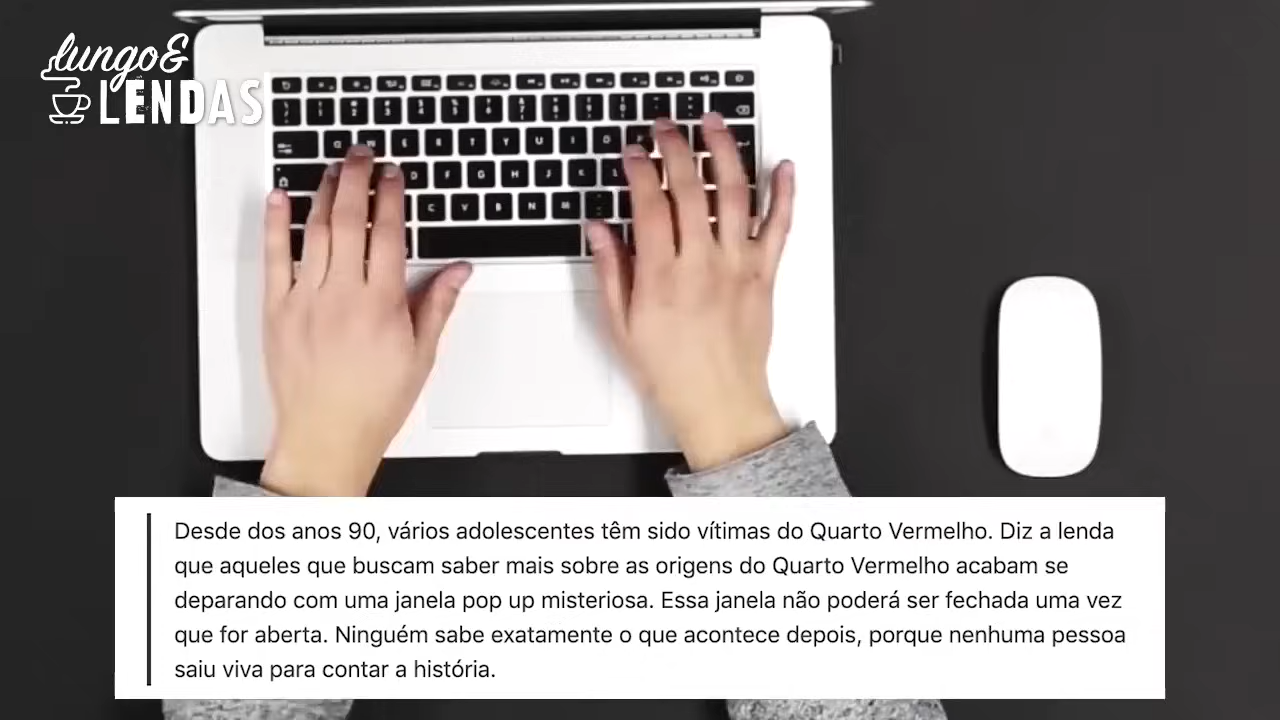 lungo&
LENDAS
Desde dos anos 90, vários adolescentes têm sido vítimas do Quarto Vermelho. Diz a lenda
que aqueles que buscam saber mais sobre as origens do Quarto Vermelho acabam se
deparando com uma janela pop up misteriosa. Essa janela não poderá ser fechada uma vez
que for aberta. Ninguém sabe exatamente o que acontece depois, porque nenhuma pessoa
saiu viva para contar a história.